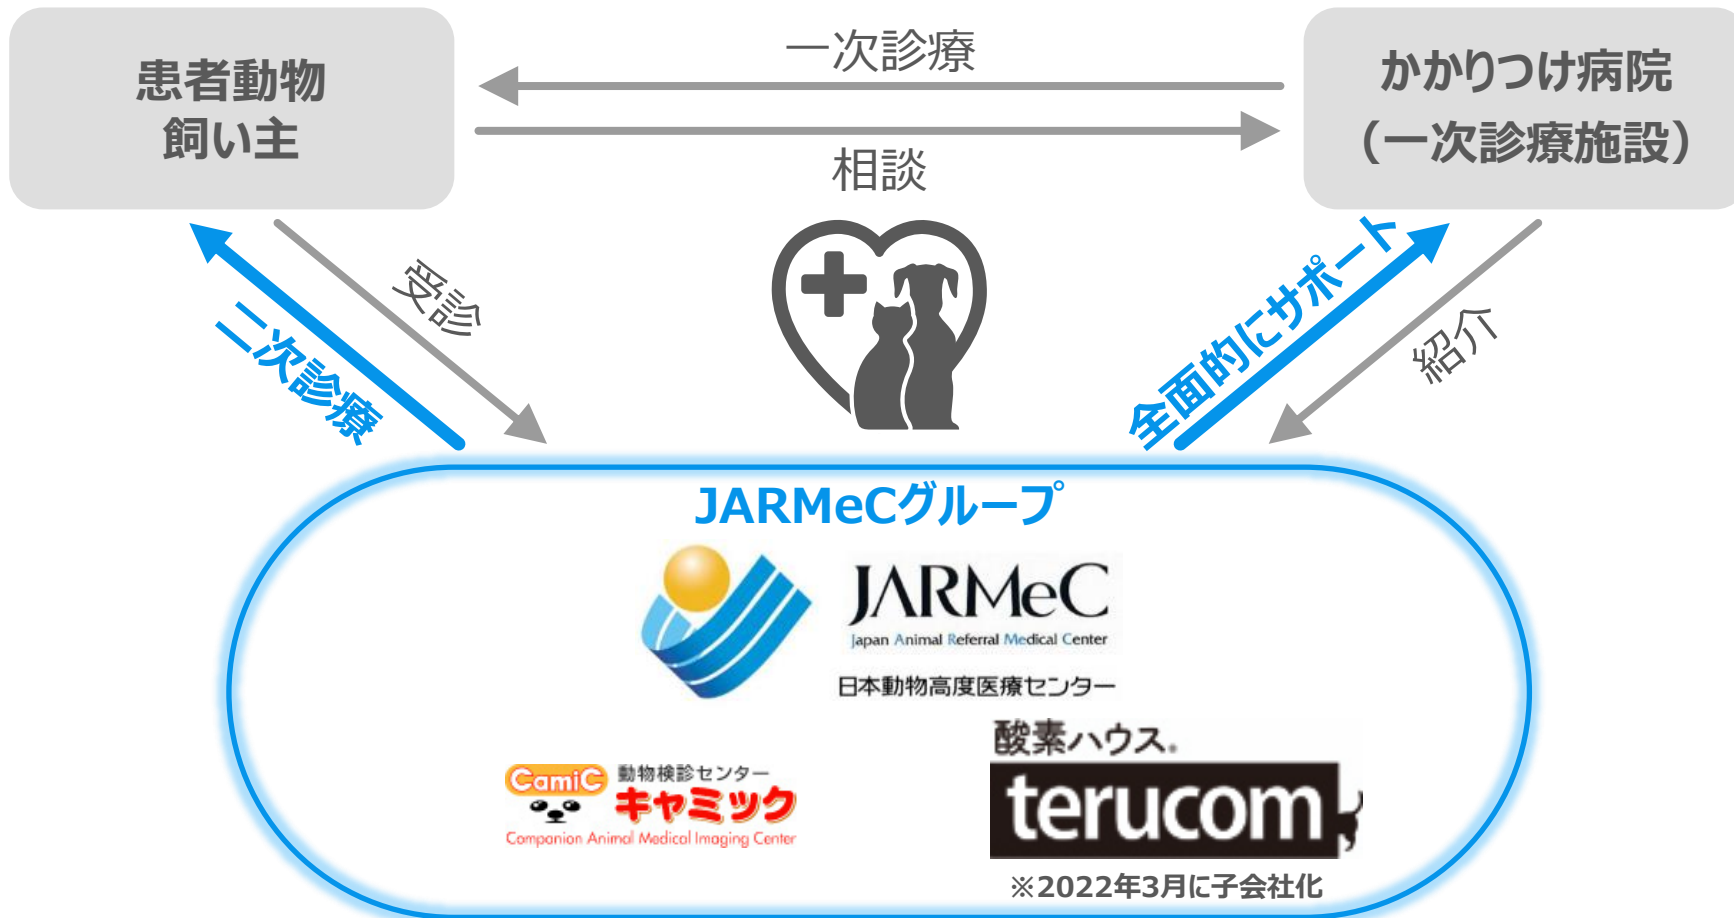 患者動物
飼い主
一次診療
相談
かかりつけ病院
（一次診療施設）
二次診療
受診
全面的にサポート
紹介
JARMeCグループ
JARMeC
Japan Animal Referral Medical Center
日本動物高度医療センター
CamiC
動物検診センター
キャミック
Companion Animal Medical Imaging Center
酸素ハウス®
terucom
※2022年3月に子会社化